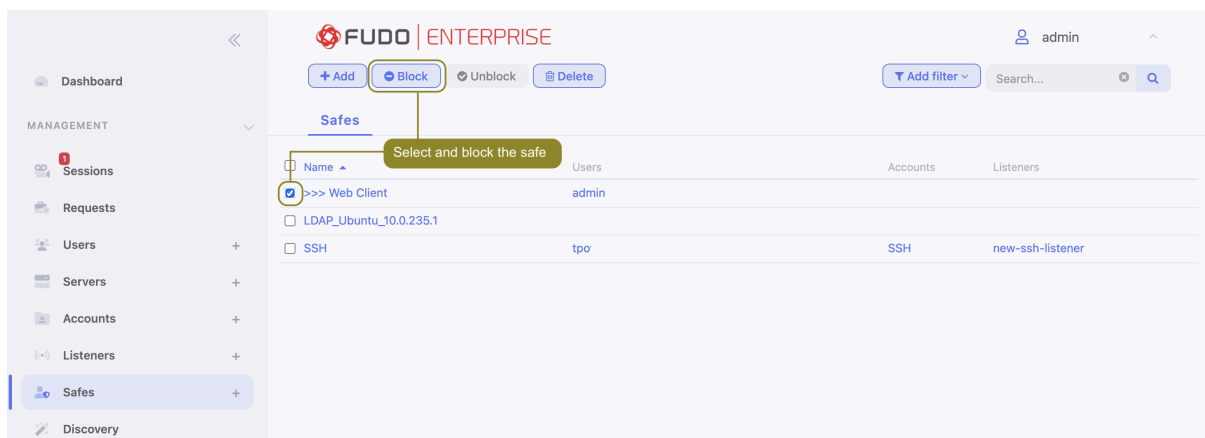 FUDO ENTERPRISE
admin
+ Add
Block
Unblock
Delete
Add filter
Search...
Dashboard
MANAGEMENT
Safes
Select and block the safe
1
Sessions
Name
Users
Accounts
Listeners
>>> Web Client
admin
Requests
LDAP_Ubuntu_10.0.235.1
Users +
SSH
tpo
SSH
new-ssh-listener
Servers +
Accounts +
Listeners +
Safes +
Discovery